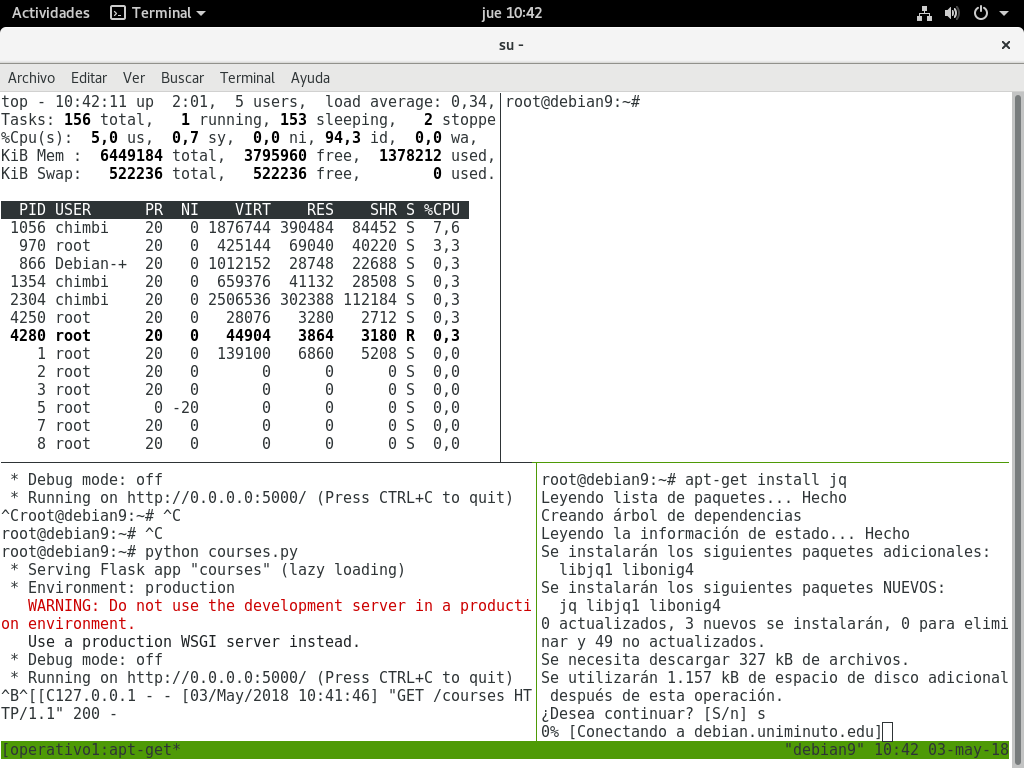 Actividades Terminal jue 10:42
su -
Archivo Editar Ver Buscar Terminal Ayuda
top - 10:42:11 up  2:01,  5 users,  load average: 0,34,
Tasks: 156 total,   1 running, 153 sleeping,   2 stoppe
%Cpu(s):  5,0 us,  0,7 sy,  0,0 ni, 94,3 id,  0,0 wa,
KiB Mem :  6449184 total,  3795960 free,  1378212 used,
KiB Swap:   522236 total,   522236 free,        0 used.
  PID USER      PR  NI    VIRT    RES    SHR S %CPU
 1056 chimbi    20   0 1876744 390484  84452 S  7,6
  970 root      20   0  425144  69040  40220 S  3,3
  866 Debian-+  20   0 1012152  28748  22688 S  0,3
 1354 chimbi    20   0  659376  41132  28508 S  0,3
 2304 chimbi    20   0 2506536 302388 112184 S  0,3
 4250 root      20   0   28076   3280   2712 S  0,3
 4280 root      20   0   44904   3864   3180 R  0,3
    1 root      20   0  139100   6860   5208 S  0,0
    2 root      20   0       0      0      0 S  0,0
    3 root      20   0       0      0      0 S  0,0
    5 root       0 -20       0      0      0 S  0,0
    7 root      20   0       0      0      0 S  0,0
    8 root      20   0       0      0      0 S  0,0
root@debian9:~#
 * Debug mode: off
 * Running on http://0.0.0.0:5000/ (Press CTRL+C to quit)
^Croot@debian9:~# ^C
root@debian9:~# ^C
root@debian9:~# python courses.py
 * Serving Flask app "courses" (lazy loading)
 * Environment: production
   WARNING: Do not use the development server in a producti
on environment.
   Use a production WSGI server instead.
 * Debug mode: off
 * Running on http://0.0.0.0:5000/ (Press CTRL+C to quit)
^B^[[C127.0.0.1 - - [03/May/2018 10:41:46] "GET /courses HT
TP/1.1" 200 -
root@debian9:~# apt-get install jq
Leyendo lista de paquetes... Hecho
Creando árbol de dependencias
Leyendo la información de estado... Hecho
Se instalarán los siguientes paquetes adicionales:
  libjq1 libonig4
Se instalarán los siguientes paquetes NUEVOS:
  jq libjq1 libonig4
0 actualizados, 3 nuevos se instalarán, 0 para elimi
nar y 49 no actualizados.
Se necesita descargar 327 kB de archivos.
Se utilizarán 1.157 kB de espacio de disco adicional
 después de esta operación.
¿Desea continuar? [S/n] s
0% [Conectando a debian.uniminuto.edu]
[operativo1:apt-get* "debian9" 10:42 03-may-18